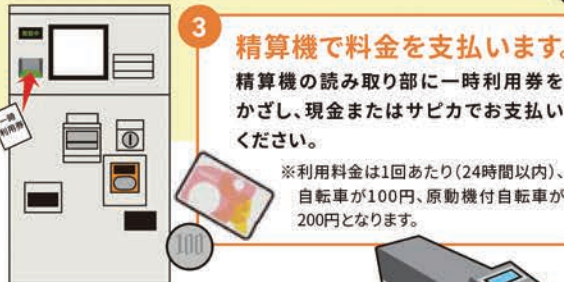 3
精算機で料金を支払います。
精算機の読み取り部に一時利用券を
かざし、現金またはサピカでお支払い
ください。
※利用料金は1回あたり(24時間以内)、
自転車が100円、原動機付自転車が
200円となります。
一時
利用券
100